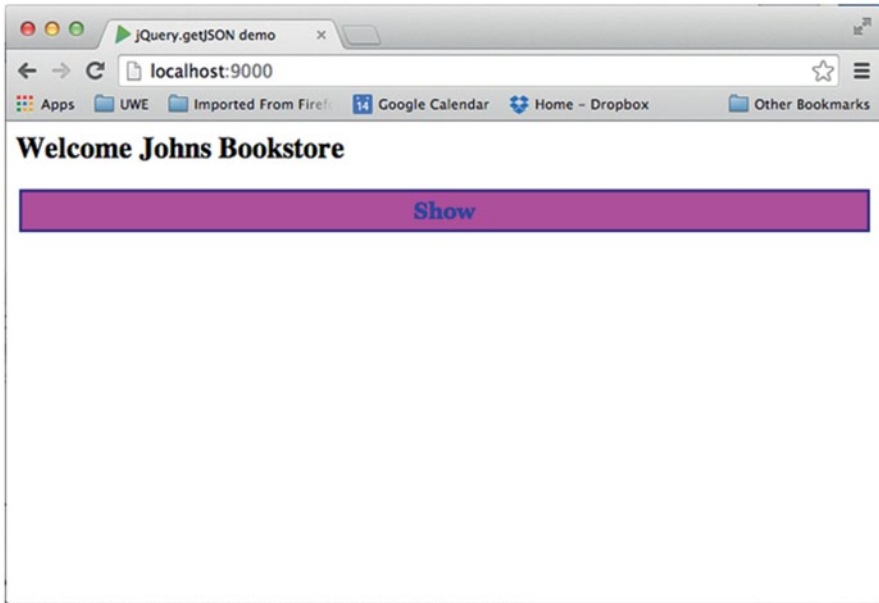 jQuery.getJSON demo
localhost:9000
Apps UWE Imported From Firef 14 Google Calendar Home - Dropbox Other Bookmarks
Welcome Johns Bookstore
Show